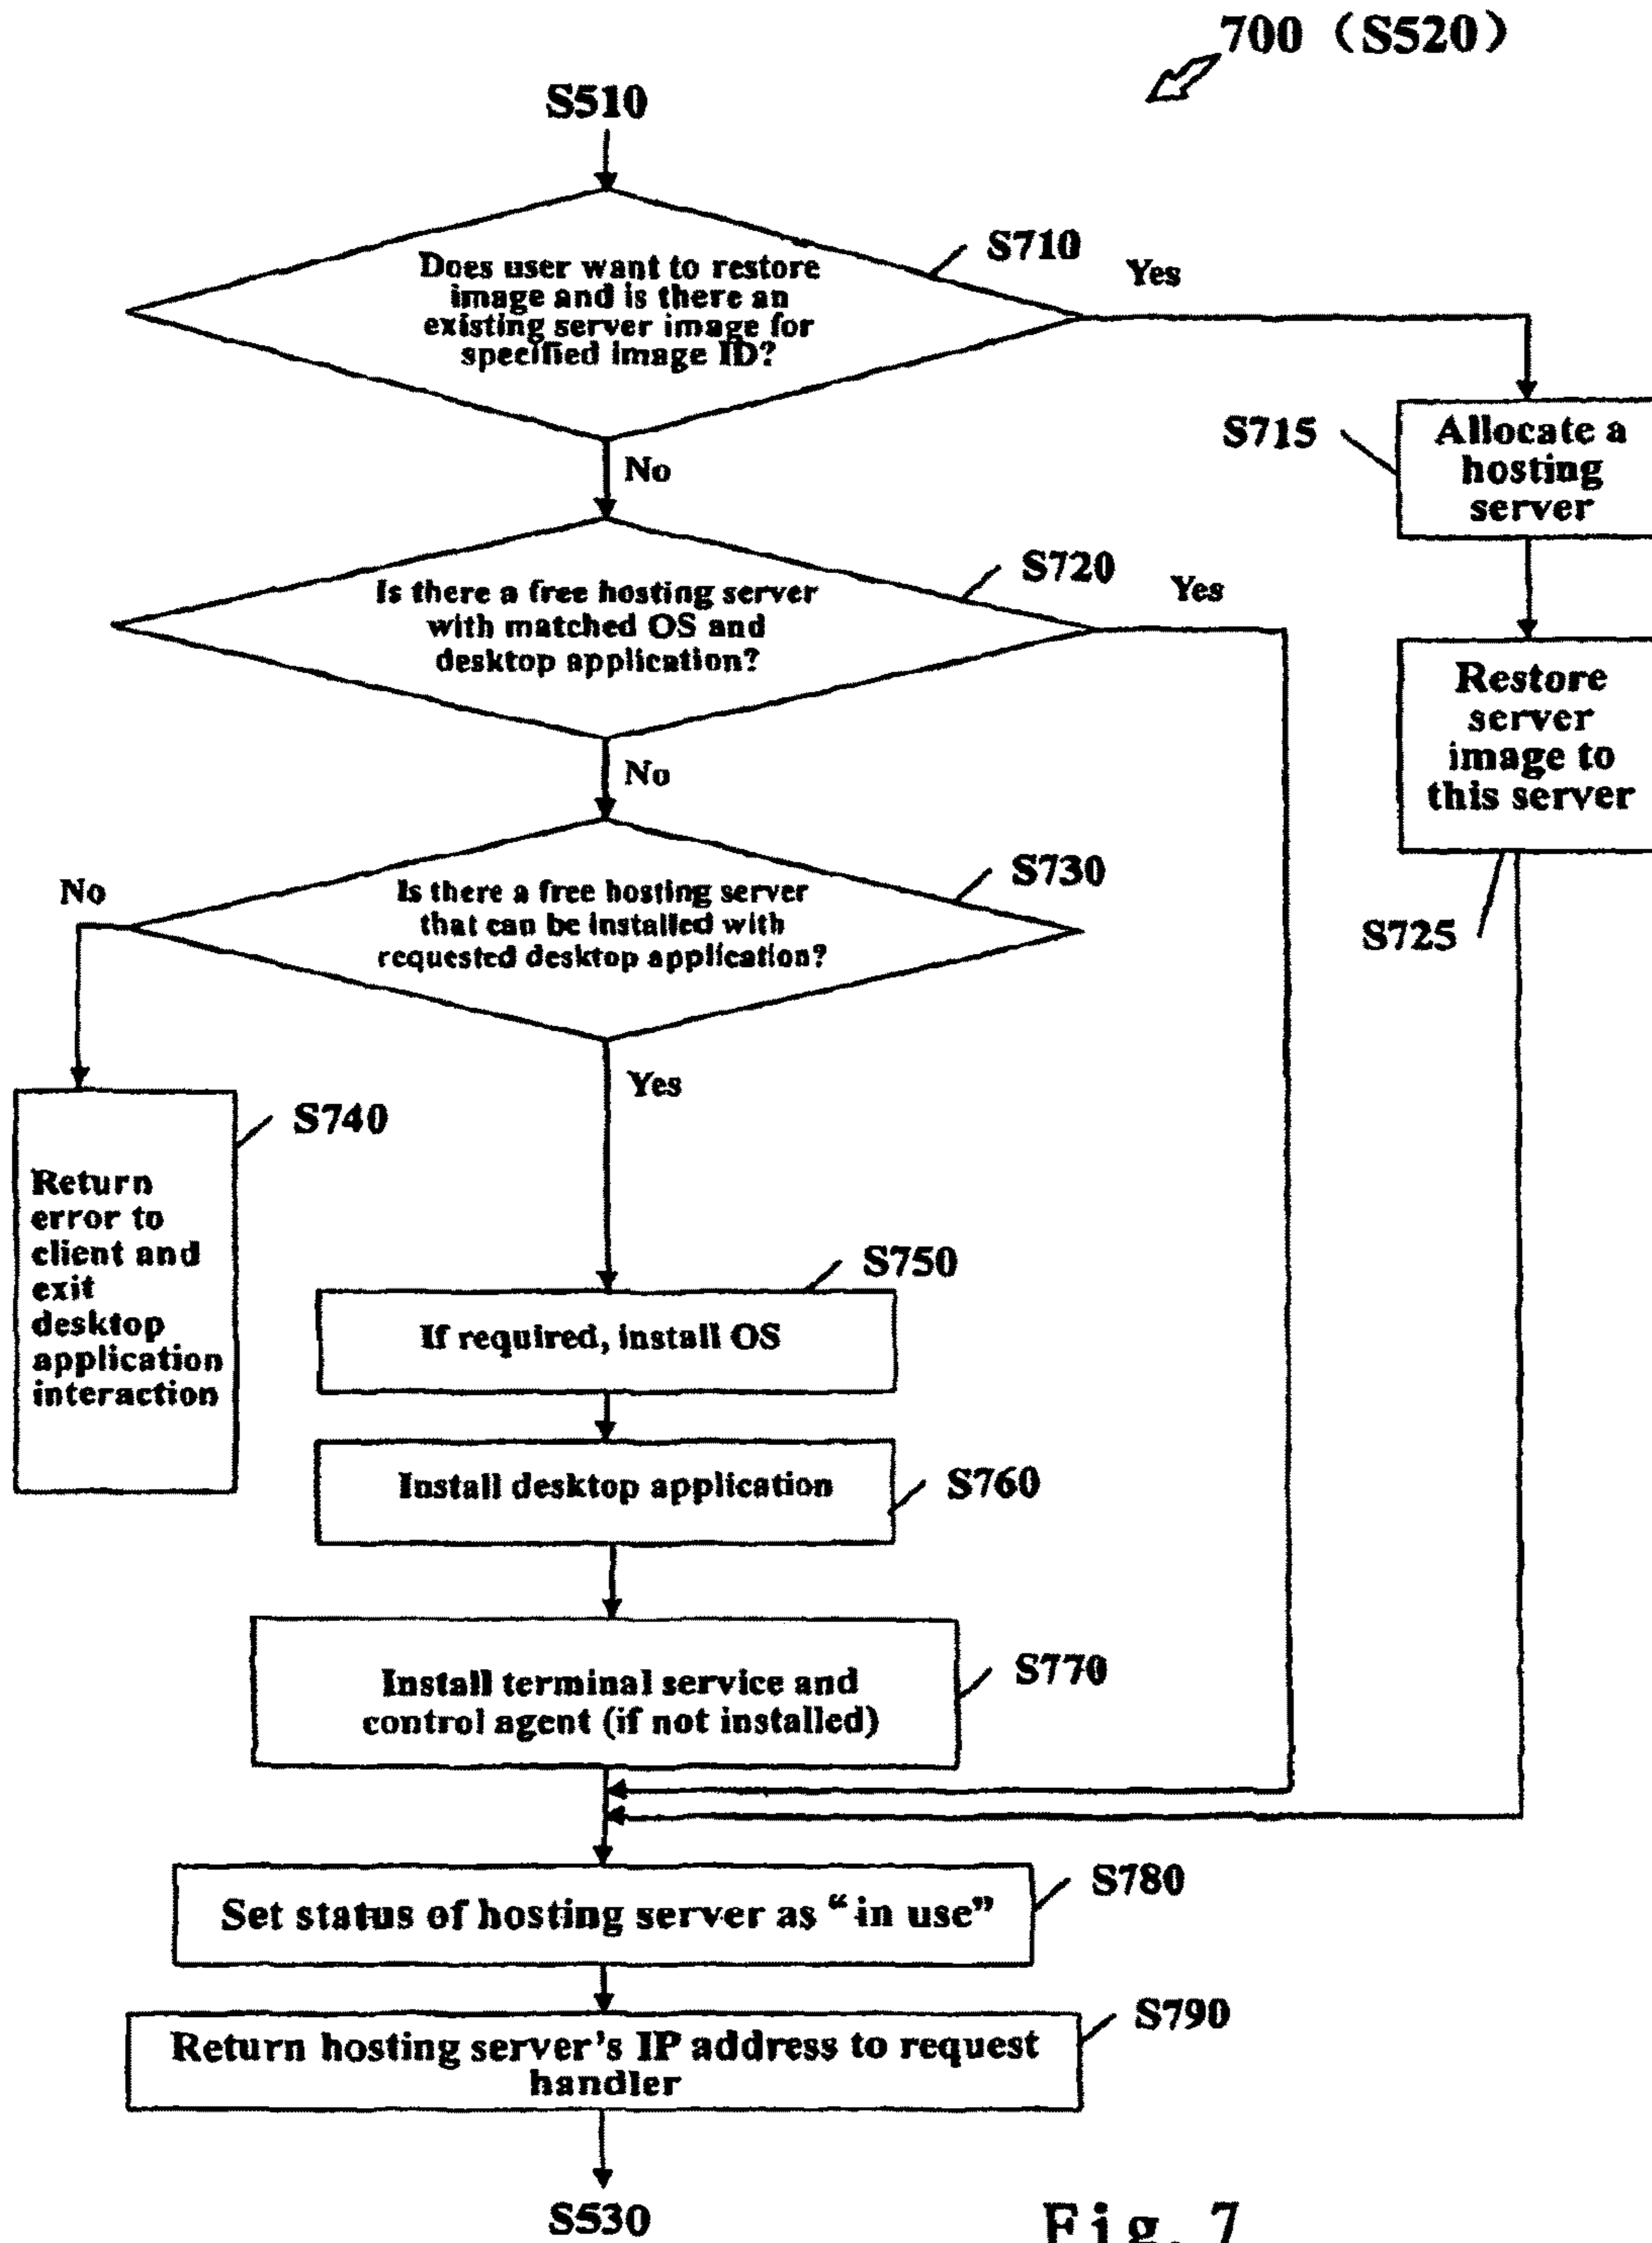 700 (S520)
S510
Does user want to restore
image and is there an
existing server image for
specified image ID?
S710
Yes
No
S715
Allocate a
hosting
server
Is there a free hosting server
with matched OS and
desktop application?
S720
Yes
No
Restore
server
image to
this server
S725
Is there a free hosting server
that can be installed with
requested desktop application?
S730
No
Yes
S740
Return
error to
client and
exit
desktop
application
interaction
S750
If required, install OS
Install desktop application
S760
Install terminal service and
control agent (if not installed)
S770
Set status of hosting server as “in use”
S780
Return hosting server’s IP address to request
handler
S790
S530
Fig. 7